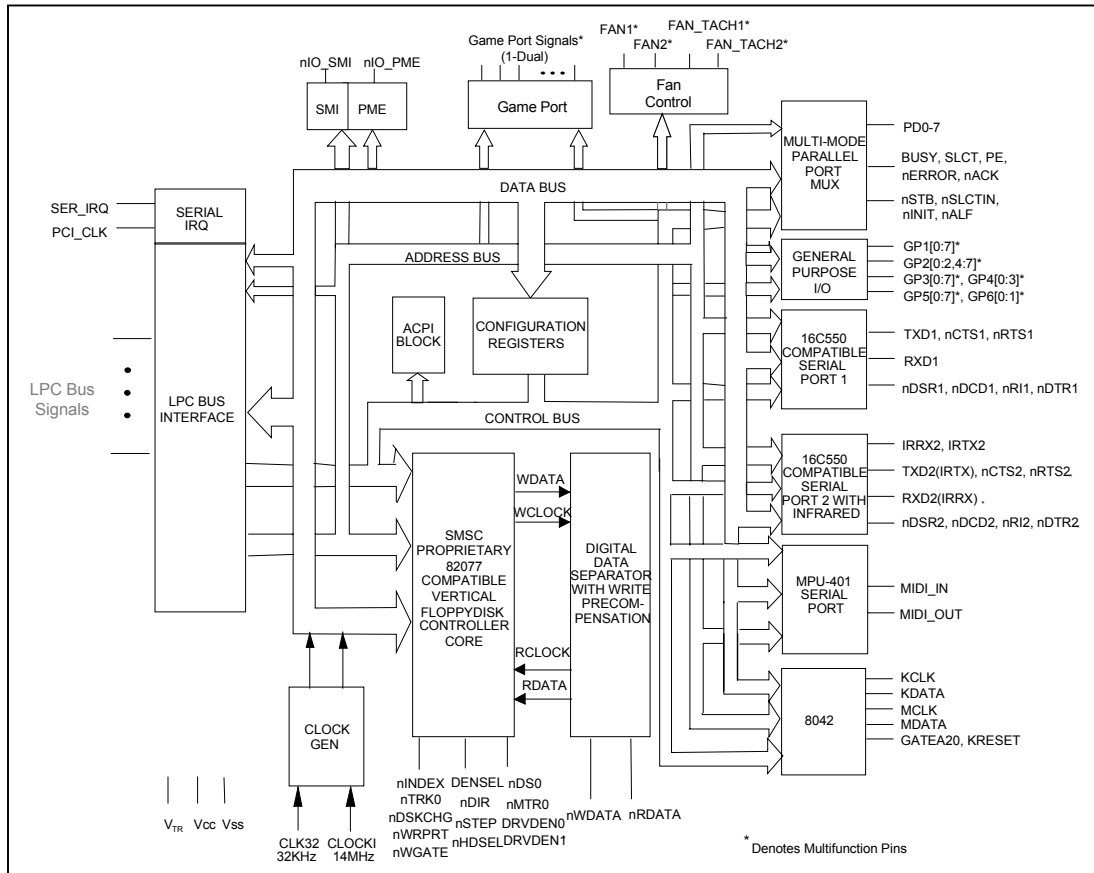 FAN1*
FAN_TACH1*
Game Port Signals*
(1-Dual)
FAN2*
FAN_TACH2*
nIO_SMI
nIO_PME
SMI
PME
Game Port
Fan
Control
MULTI-MODE
PARALLEL
PORT
MUX
PD0-7
BUSY, SLCT, PE,
nERROR, nACK
nSTB, nSLCTIN,
nINIT, nALF
DATA BUS
SER_IRQ
PCI_CLK
SERIAL
IRQ
ADDRESS BUS
GENERAL
PURPOSE
I/O
GP1[0:7]*
GP2[0:2,4:7]*
GP3[0:7]*, GP4[0:3]*
GP5[0:7]*, GP6[0:1]*
ACPI
BLOCK
CONFIGURATION
REGISTERS
16C550
COMPATIBLE
SERIAL
PORT 1
TXD1, nCTS1, nRTS1
RXD1
nDSR1, nDCD1, nRI1, nDTR1
LPC Bus
Signals
LPC BUS
INTERFACE
CONTROL BUS
16C550
COMPATIBLE
SERIAL
PORT 2 WITH
INFRARED
IRRX2, IRTX2
TXD2(IRTX), nCTS2, nRTS2.
RXD2(IRRX) .
nDSR2, nDCD2, nRI2, nDTR2.
WDATA
WCLOCK
SMSC
PROPRIETARY
82077
COMPATIBLE
VERTICAL
FLOPPYDISK
CONTROLLER
CORE
DIGITAL
DATA
SEPARATOR
WITH WRITE
PRECOM-
PENSATION
RCLOCK
RDATA
MPU-401
SERIAL
PORT
MIDI_IN
MIDI_OUT
8042
KCLK
KDATA
MCLK
MDATA
GATEA20, KRESET
CLOCK
GEN
VTR
Vcc
Vss
CLK32
32KHz
CLOCKI
14MHz
nINDEX
nTRK0
nDSKCHG
nWRPRT
nWGATE
DENSEL
nDIR
nSTEP
nHDSEL
nDS0
nMTR0
DRVDEN0
DRVDEN1
nWDATA
nRDATA
* Denotes Multifunction Pins